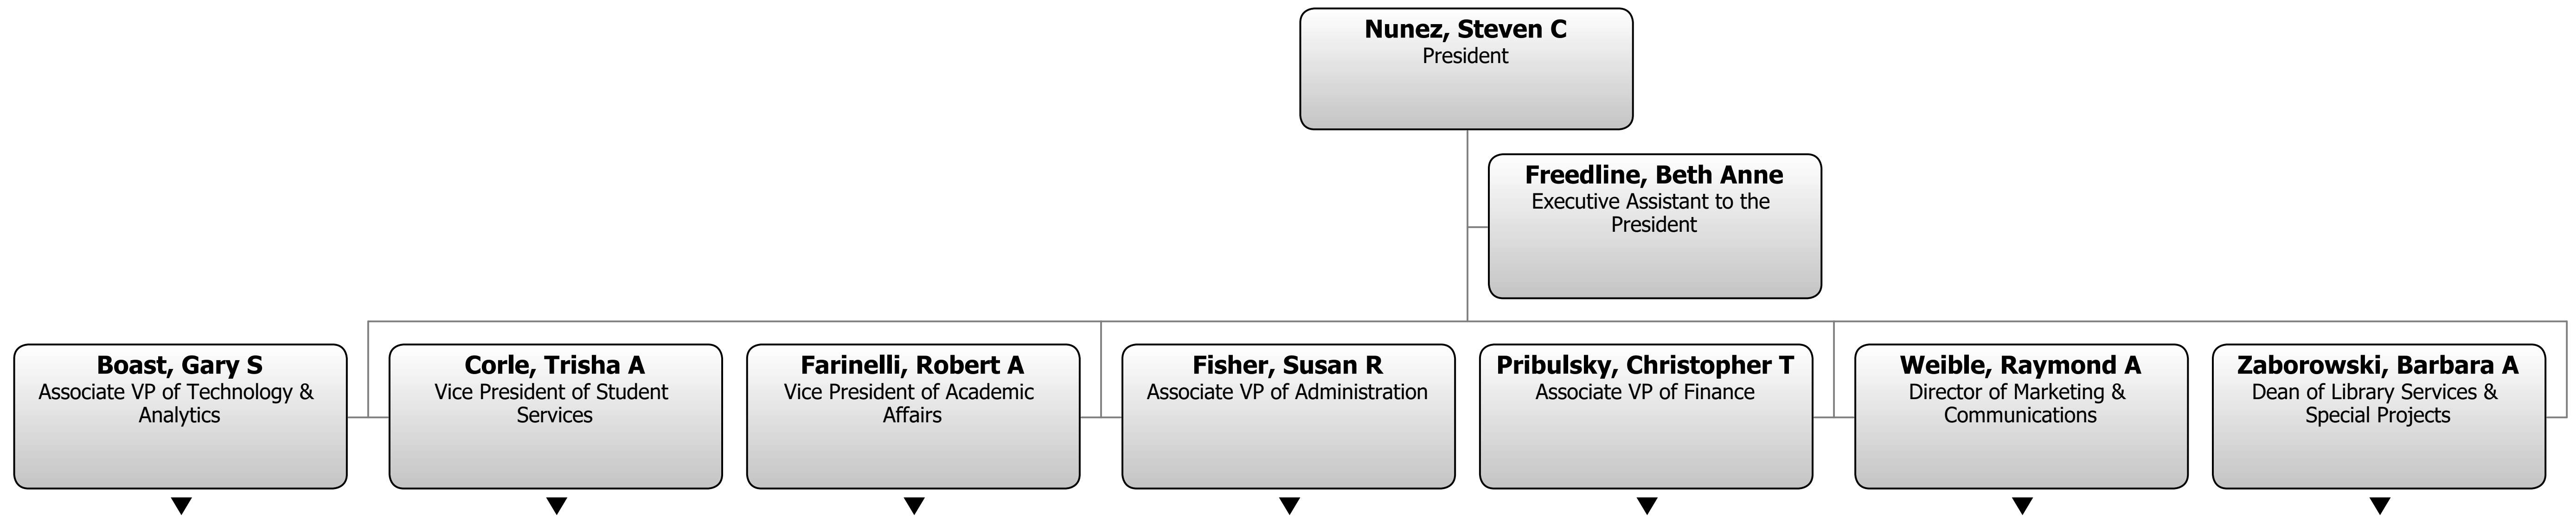 Nunez, Steven C
President
Freedline, Beth Anne
Executive Assistant to the
President
Boast, Gary S
Associate VP of Technology &
Analytics
Corle, Trisha A
Vice President of Student
Services
Farinelli, Robert A
Vice President of Academic
Affairs
Fisher, Susan R
Associate VP of Administration
Pribulsky, Christopher T
Associate VP of Finance
Weible, Raymond A
Director of Marketing &
Communications
Zaborowski, Barbara A
Dean of Library Services &
Special Projects